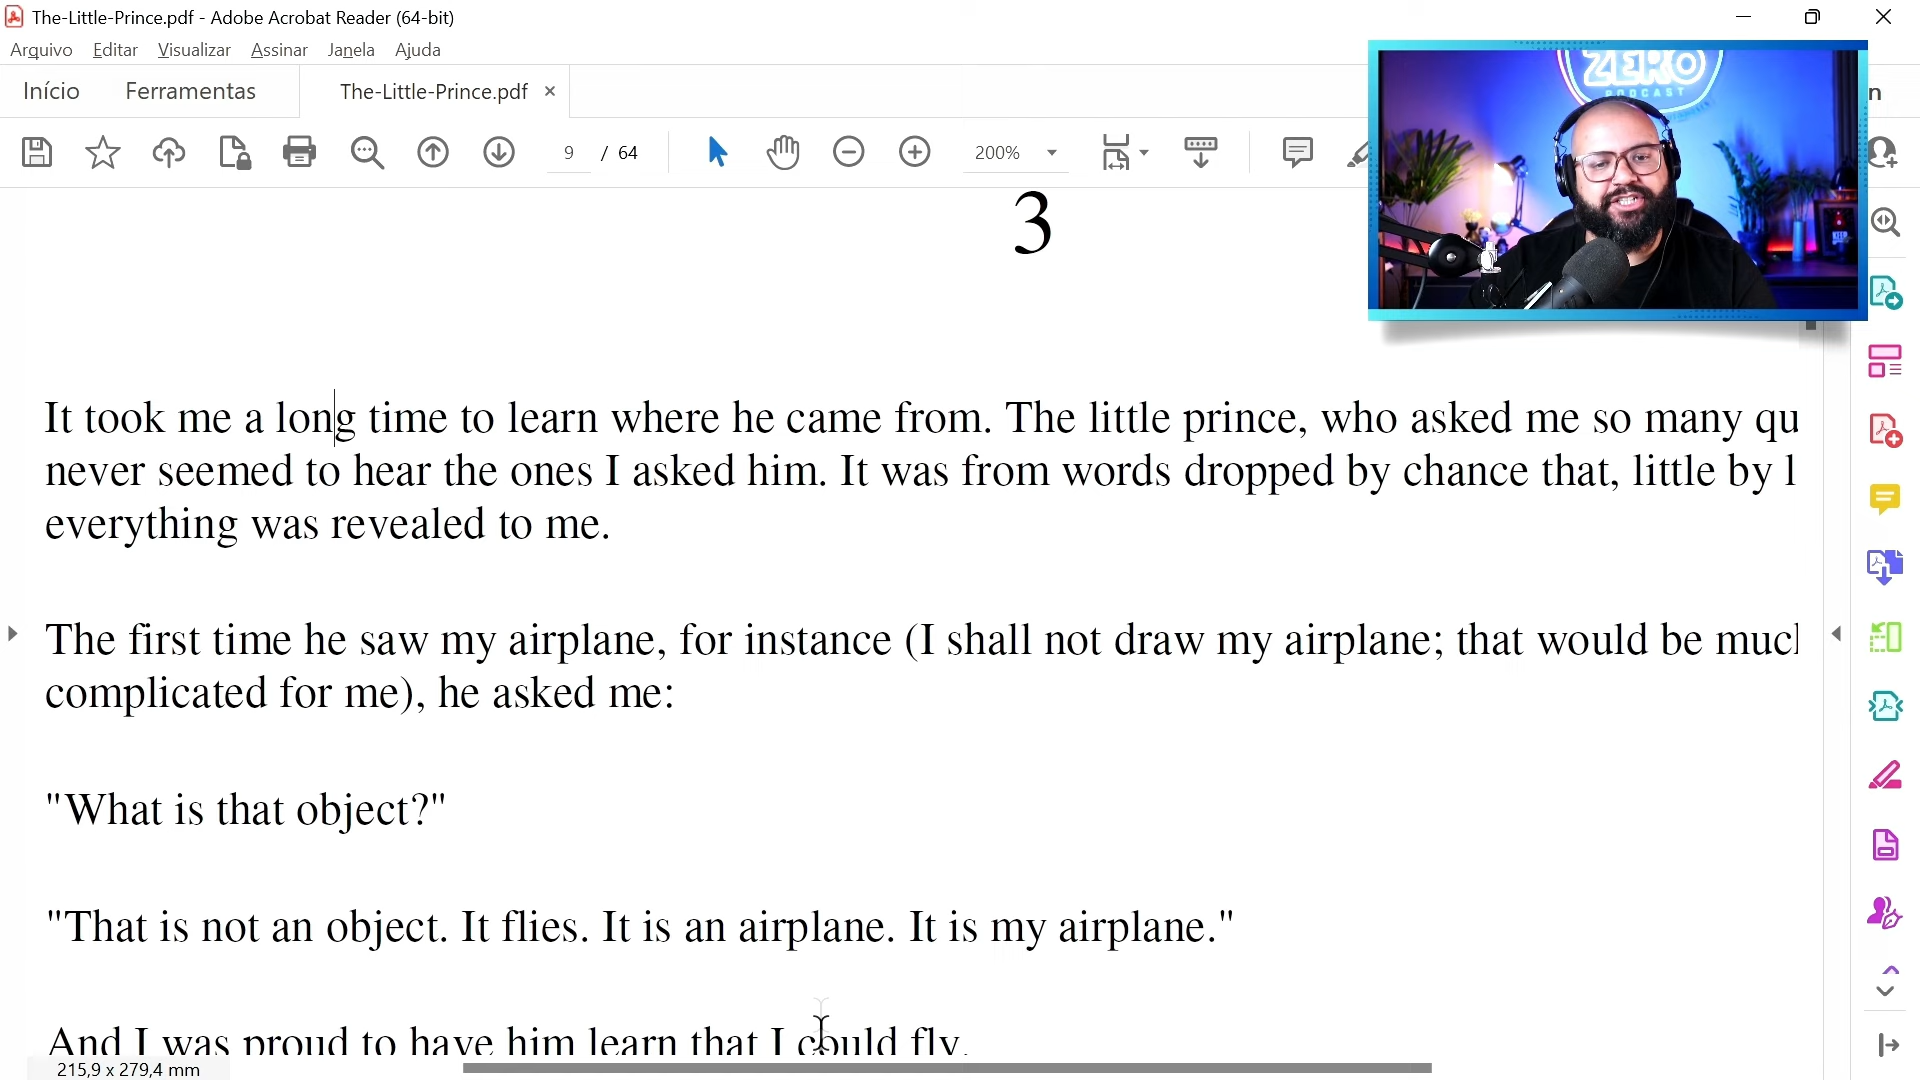 The-Little-Prince.pdf - Adobe Acrobat Reader (64-bit)
Arquivo Editar Visualizar Assinar Janela Ajuda
Início Ferramentas The-Little-Prince.pdf
9 / 64 200%
ZERO
PODCAST
3
It took me a long time to learn where he came from. The little prince, who asked me so many qu
never seemed to hear the ones I asked him. It was from words dropped by chance that, little by l
everything was revealed to me.
The first time he saw my airplane, for instance (I shall not draw my airplane; that would be much
complicated for me), he asked me:
"What is that object?"
"That is not an object. It flies. It is an airplane. It is my airplane."
And I was proud to have him learn that I could fly.
215,9 x 279,4 mm